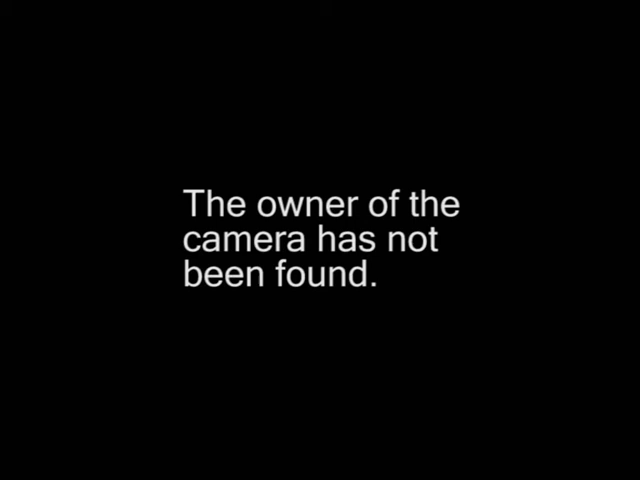 The owner of the
camera has not
been found.